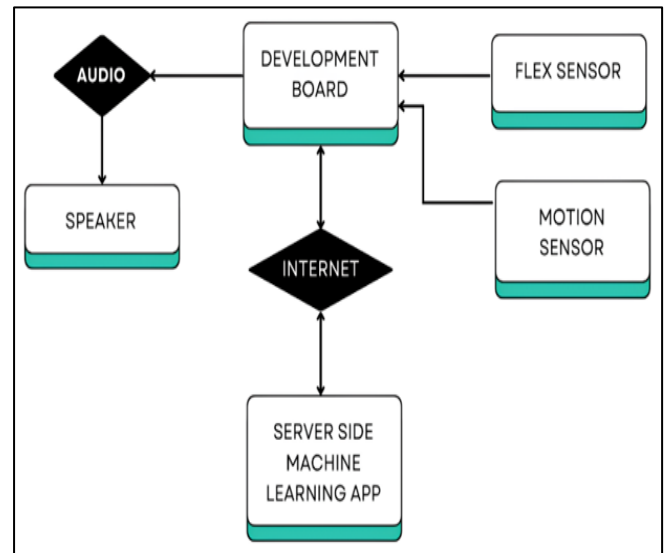 AUDIO
DEVELOPMENT
BOARD
FLEX SENSOR
SPEAKER
MOTION
SENSOR
INTERNET
SERVER SIDE
MACHINE
LEARNING APP